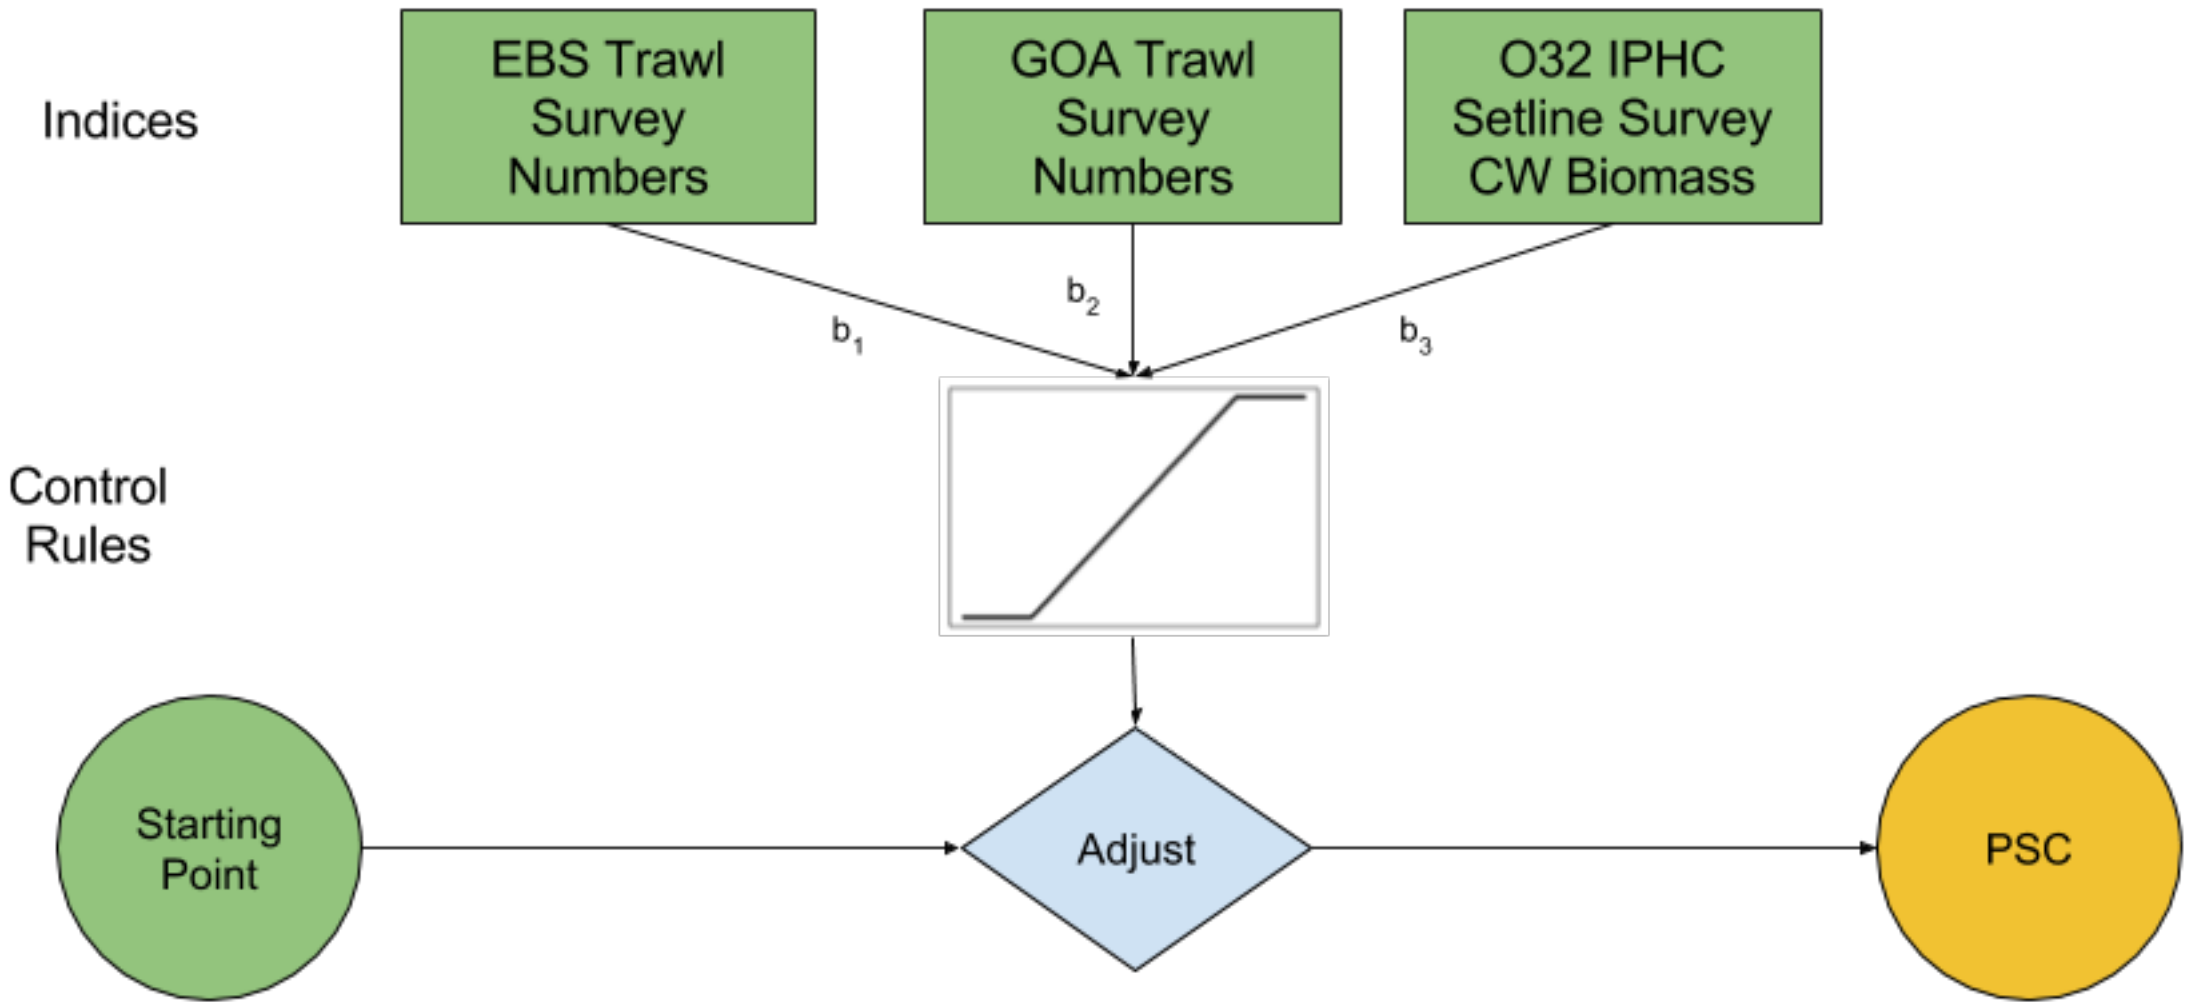 Indices
EBS Trawl
Survey
Numbers
GOA Trawl
Survey
Numbers
O32 IPHC
Setline Survey
CW Biomass
b1
b2
b3
Control
Rules
Starting
Point
Adjust
PSC